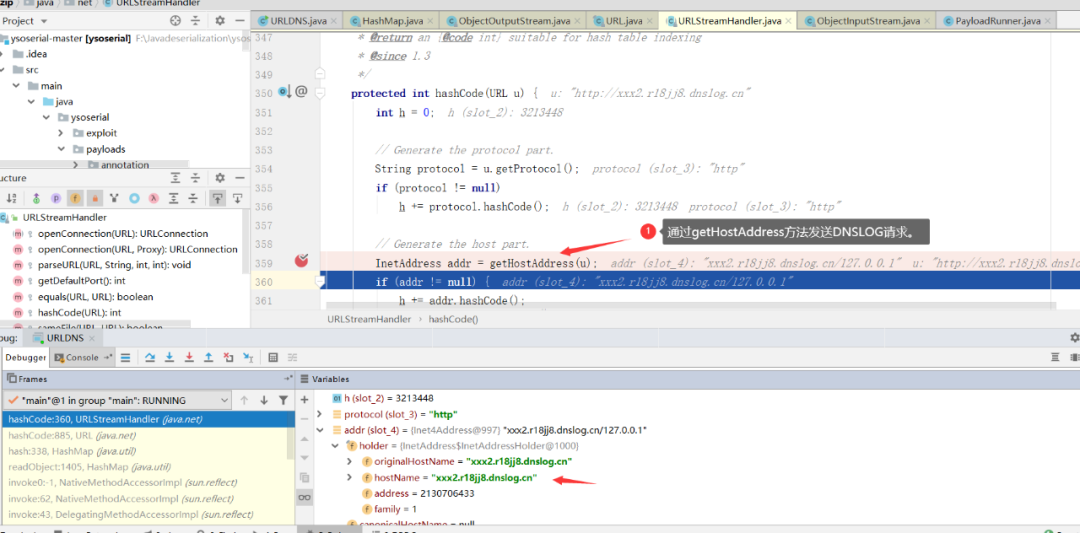 zip › java › net › URLStreamHandler
Project
URLDNS.java × HashMap.java × ObjectOutputStream.java × URL.java × URLStreamHandler.java × ObjectInputStream.java × PayloadRunner.java ×
ysoserial-master [ysoserial] F:\Javadeserialization\ysos
.idea
src
main
java
ysoserial
exploit
payloads
annotation
347 * @return an {@code int} suitable for hash table indexing
348 * @since 1.3
349 */
350 protected int hashCode(URL u) { u: "http://xxx2.r18jj8.dnslog.cn"
351 int h = 0; h (slot_2): 3213448
352
353 // Generate the protocol part.
354 String protocol = u.getProtocol(); protocol (slot_3): "http"
355 if (protocol != null)
356 h += protocol.hashCode(); h (slot_2): 3213448 protocol (slot_3): "http"
357
1 通过getHostAddress方法发送DNSLOG请求。
358 // Generate the host part.
359 InetAddress addr = getHostAddress(u); addr (slot_4): "xxx2.r18jj8.dnslog.cn/127.0.0.1" u: "http://xxx2.r18jj8.dnslog
360 if (addr != null) { addr (slot_4): "xxx2.r18jj8.dnslog.cn/127.0.0.1"
361 h += addr.hashCode();
URLStreamHandler › hashCode()
ucture
URLStreamHandler
openConnection(URL): URLConnection
openConnection(URL, Proxy): URLConnection
parseURL(URL, String, int, int): void
getDefaultPort(): int
equals(URL, URL): boolean
hashCode(URL): int
sameFile(URL, URL): boolean
bug: URLDNS ×
Debugger Console
Frames
"main"@1 in group "main": RUNNING
hashCode:360, URLStreamHandler (java.net)
hashCode:885, URL (java.net)
hash:338, HashMap (java.util)
readObject:1405, HashMap (java.util)
invoke0:-1, NativeMethodAccessorImpl (sun.reflect)
invoke:62, NativeMethodAccessorImpl (sun.reflect)
invoke:43, DelegatingMethodAccessorImpl (sun.reflect)
Variables
h (slot_2) = 3213448
protocol (slot_3) = "http"
addr (slot_4) = {Inet4Address@997} "xxx2.r18jj8.dnslog.cn/127.0.0.1"
holder = {InetAddress$InetAddressHolder@1000}
originalHostName = "xxx2.r18jj8.dnslog.cn"
hostName = "xxx2.r18jj8.dnslog.cn"
address = 2130706433
family = 1
canonicalHostName = null